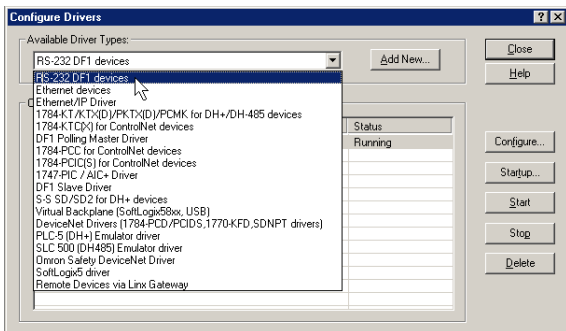 Configure Drivers
Available Driver Types:
RS-232 DF1 devices
Add New...
Close
Help
RS-232 DF1 devices
Ethernet devices
Ethernet/IP Driver
1784-KT/KTX(D)/PKTX(D)/PCMK for DH+/DH-485 devices
1784-KTC(X) for ControlNet devices
DF1 Polling Master Driver
1784-PCC for ControlNet devices
1784-PCIC(S) for ControlNet devices
1747-PIC / AIC+ Driver
DF1 Slave Driver
S-S SD/SD2 for DH+ devices
Virtual Backplane (SoftLogix58xx, USB)
DeviceNet Drivers (1784-PCD/PCIDS,1770-KFD,SDNPT drivers)
PLC-5 (DH+) Emulator driver
SLC 500 (DH485) Emulator driver
Omron Safety DeviceNet Driver
SoftLogix5 driver
Remote Devices via Linx Gateway
Status
Running
Configure...
Startup...
Start
Stop
Delete